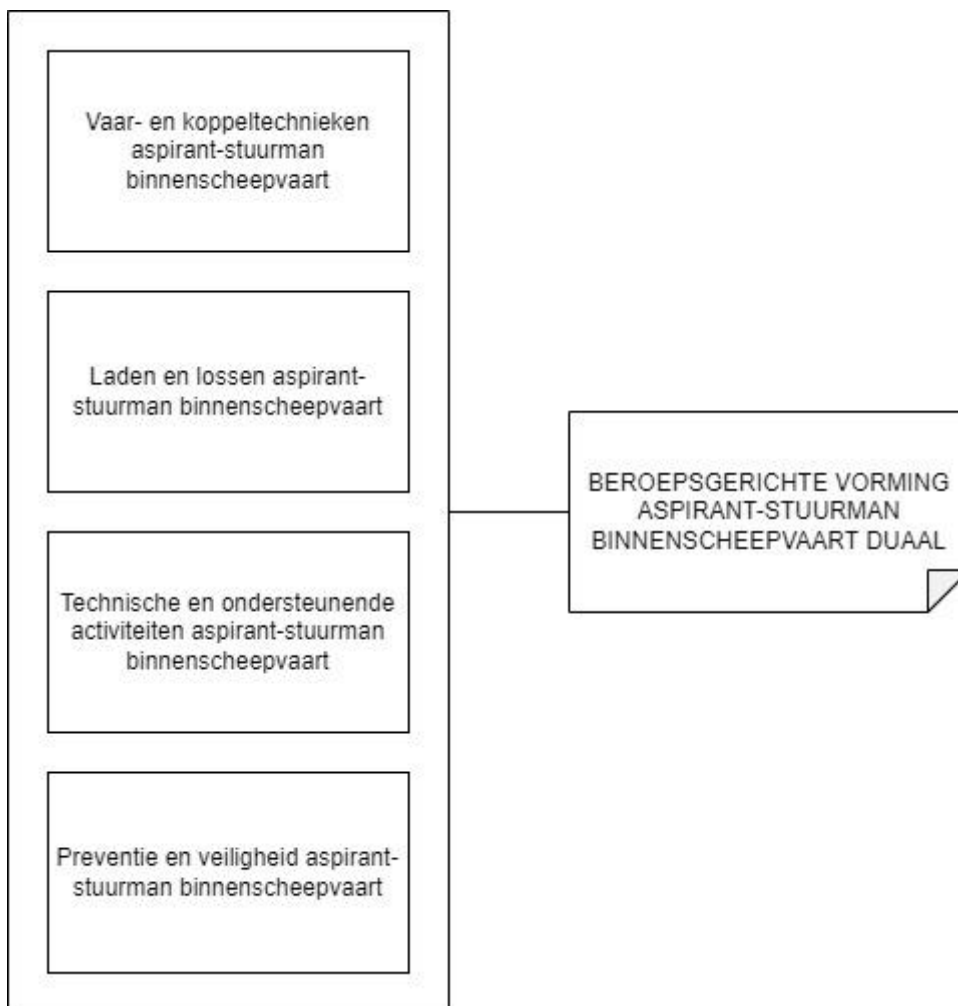 Vaar- en koppeltechnieken
aspirant-stuurman
binnenscheepvaart
Laden en lossen aspirant-
stuurman binnenscheepvaart
Technische en ondersteunende
activiteiten aspirant-stuurman
binnenscheepvaart
Preventie en veiligheid aspirant-
stuurman binnenscheepvaart
BEROEPSGERICHTE VORMING
ASPIRANT-STUURMAN
BINNENSCHEEPVAART DUAAL